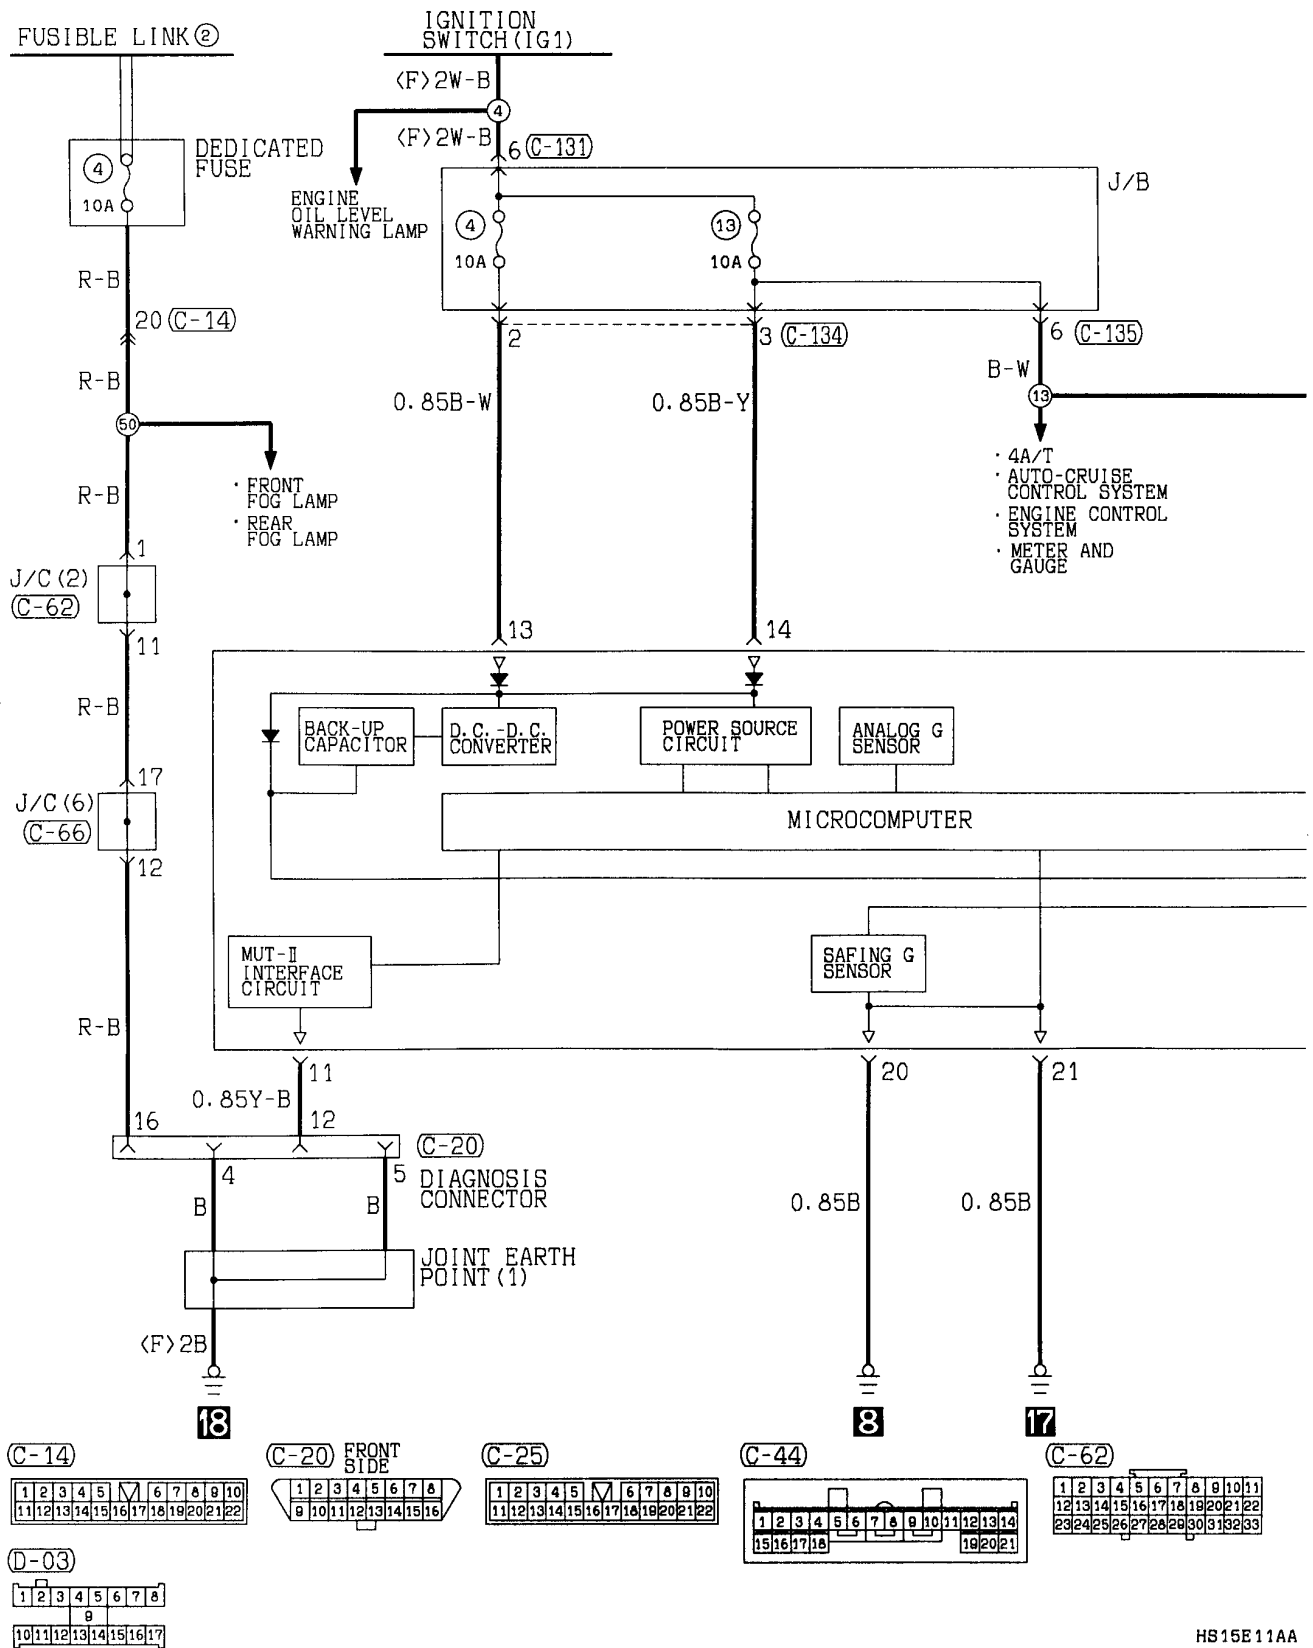 FUSIBLE LINK ②
IGNITION
SWITCH(IG1)
<F>2W-B
4
<F>2W-B
6 (C-131)
DEDICATED
FUSE
4
10A
ENGINE
OIL LEVEL
WARNING LAMP
J/B
4
10A
13
10A
R-B
20 (C-14)
2
3 (C-134)
6 (C-135)
R-B
0.85B-W
0.85B-Y
B-W
13
50
· FRONT
FOG LAMP
· REAR
FOG LAMP
· 4A/T
· AUTO-CRUISE
CONTROL SYSTEM
· ENGINE CONTROL
SYSTEM
· METER AND
GAUGE
R-B
1
J/C(2)
(C-62)
11
13
14
R-B
BACK-UP
CAPACITOR
D.C.-D.C.
CONVERTER
POWER SOURCE
CIRCUIT
ANALOG G
SENSOR
17
J/C(6)
(C-66)
12
MICROCOMPUTER
MUT-Ⅱ
INTERFACE
CIRCUIT
SAFING G
SENSOR
R-B
11
20
21
0.85Y-B
16
12
(C-20)
4
5
DIAGNOSIS
CONNECTOR
B
B
0.85B
0.85B
JOINT EARTH
POINT(1)
<F>2B
18
8
17
(C-14)
1 2 3 4 5 6 7 8 9 10
11 12 13 14 15 16 17 18 19 20 21 22
(C-20) FRONT
SIDE
1 2 3 4 5 6 7 8
9 10 11 12 13 14 15 16
(C-25)
1 2 3 4 5 6 7 8 9 10
11 12 13 14 15 16 17 18 19 20 21 22
(C-44)
1 2 3 4 5 6 7 8 9 10 11 12 13 14
15 16 17 18 19 20 21
(C-62)
1 2 3 4 5 6 7 8 9 10 11
12 13 14 15 16 17 18 19 20 21 22
23 24 25 26 27 28 29 30 31 32 33
(D-03)
1 2 3 4 5 6 7 8
9
10 11 12 13 14 15 16 17
HS15E11AA